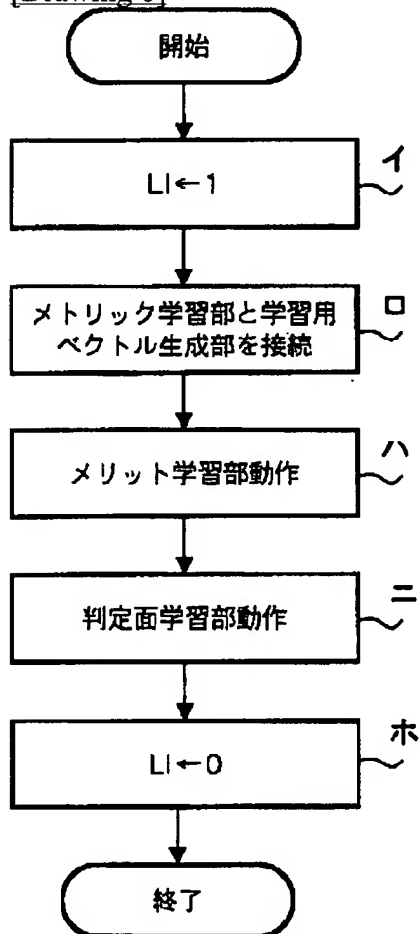 開始
LI←1
イ
メトリック学習部と学習用
ベクトル生成部を接続
ロ
メリット学習部動作
ハ
判定面学習部動作
ニ
LI←0
ホ
終了